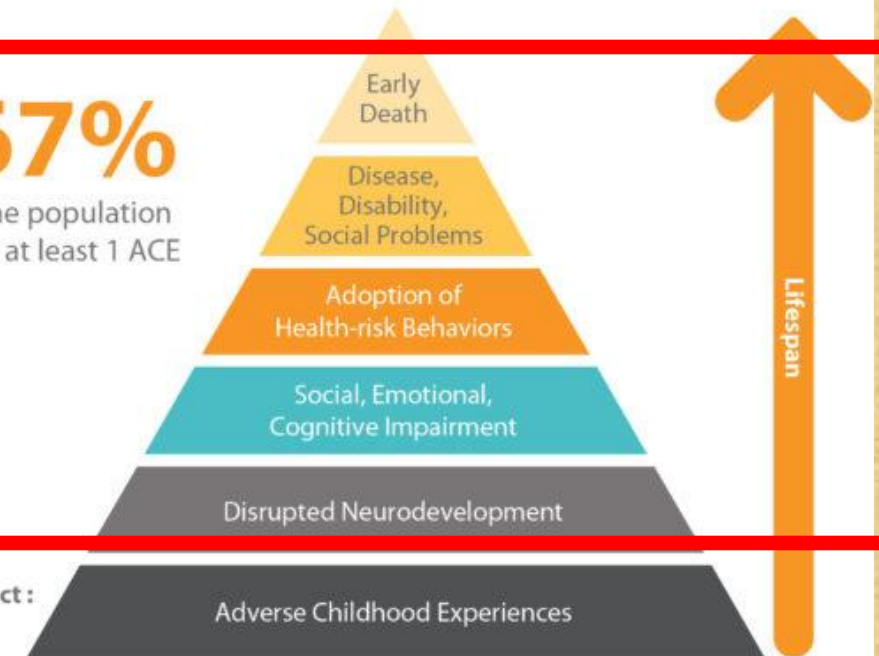 Early
Death
57%
population
at least 1 ACE
Disease,
Disability,
Social Problems
Adoption of
Health-risk Behaviors
Lifespan
Social, Emotional,
Cognitive Impairment
Disrupted Neurodevelopment
Adverse Childhood Experiences